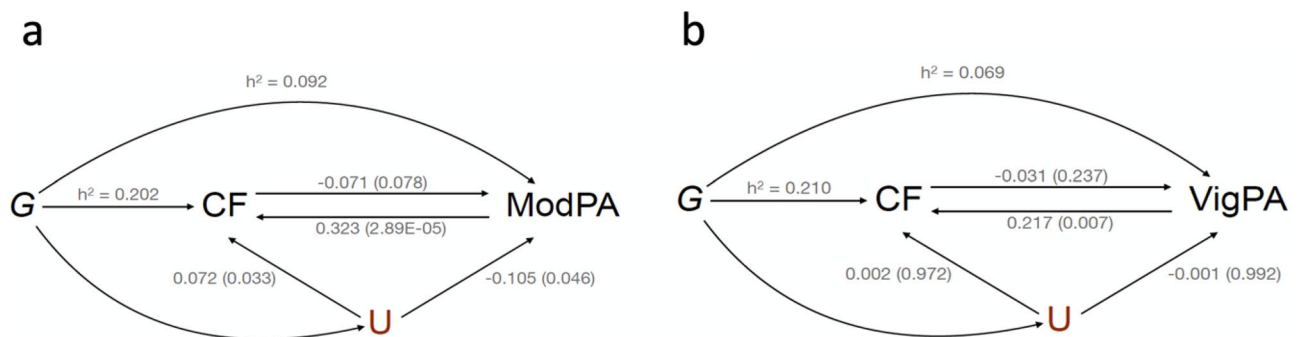 a
h² = 0.092
h² = 0.202
G
CF
-0.071 (0.078)
0.323 (2.89E-05)
ModPA
0.072 (0.033)
-0.105 (0.046)
U
b
h² = 0.069
h² = 0.210
G
CF
-0.031 (0.237)
0.217 (0.007)
VigPA
0.002 (0.972)
-0.001 (0.992)
U